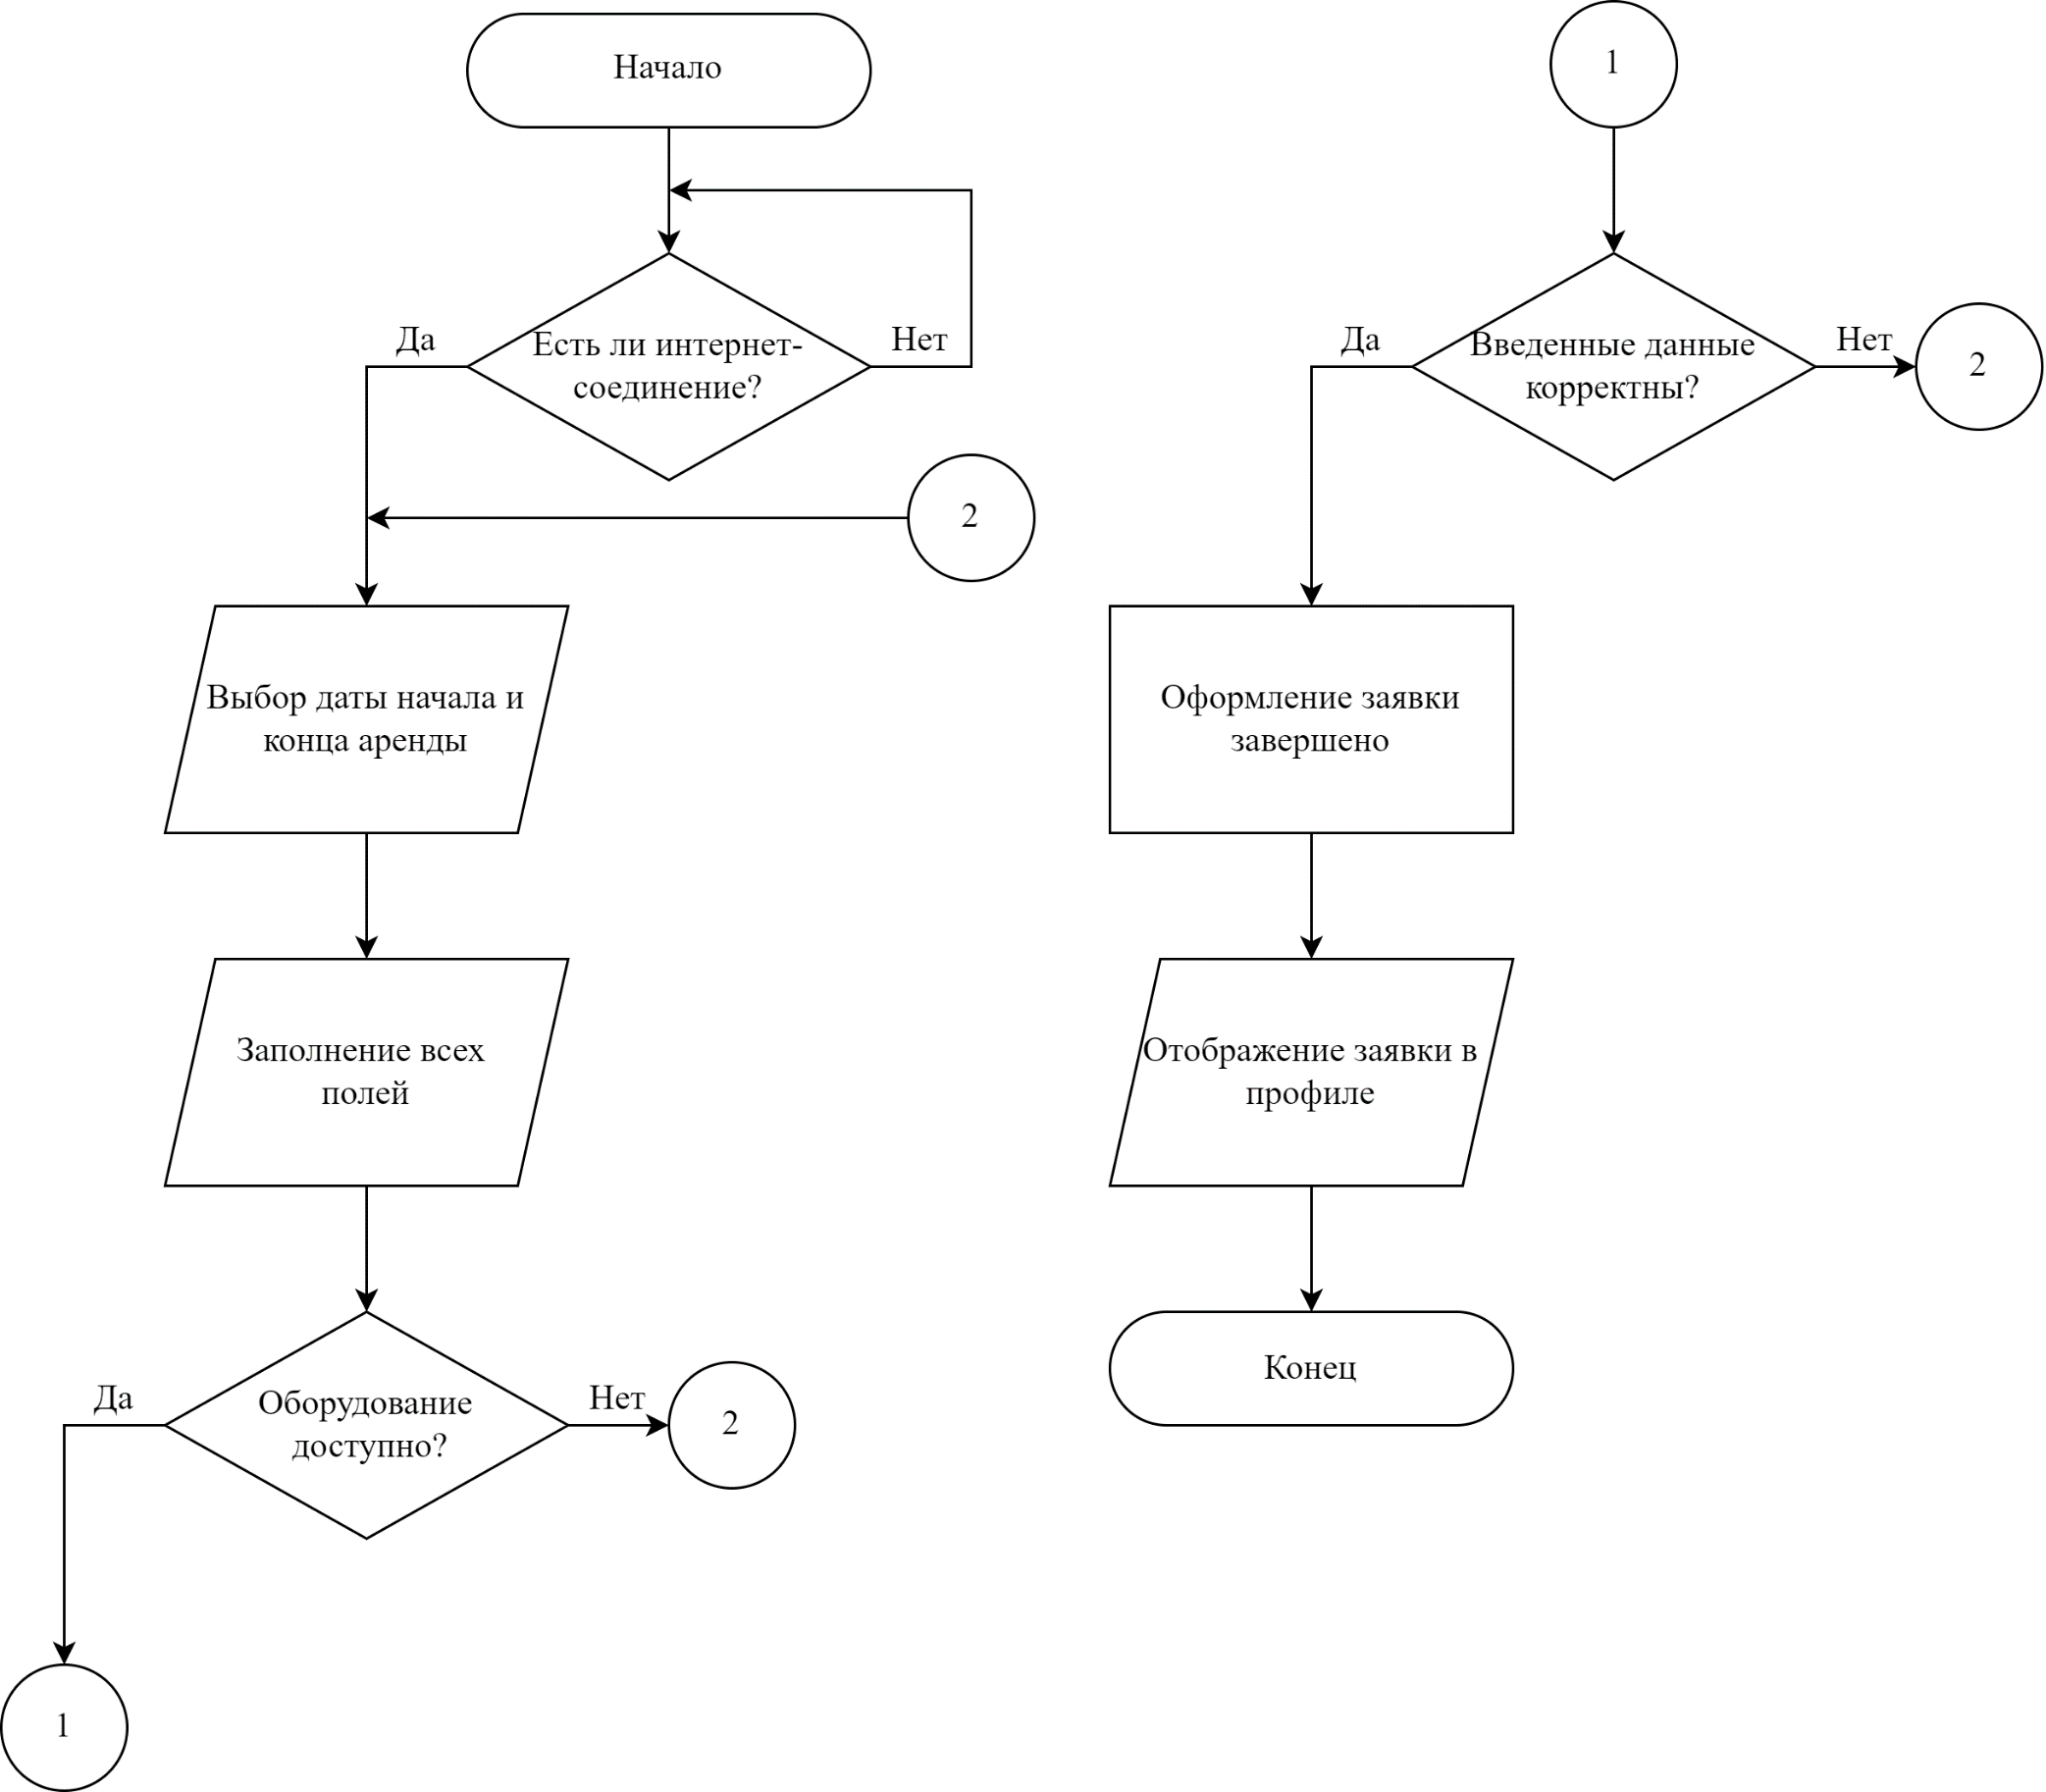 Начало
Есть ли интернет-
соединение?
Да
Нет
2
Выбор даты начала и
конца аренды
Заполнение всех
полей
Оборудование
доступно?
Да
Нет
2
1
1
Введенные данные
корректны?
Да
Нет
2
Оформление заявки
завершено
Отображение заявки в
профиле
Конец